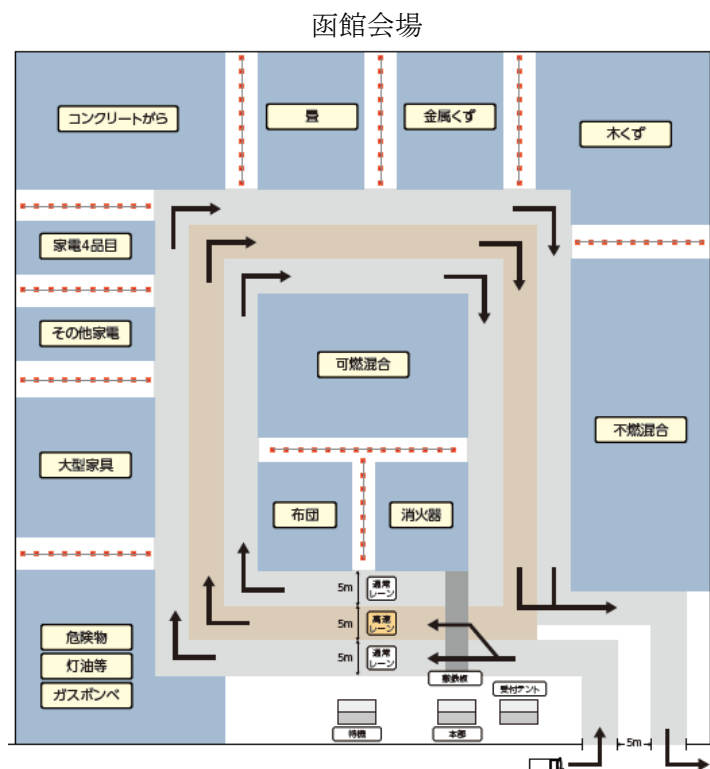 函館会場
コンクリートがら
畳
金属くず
木くず
家電4品目
その他家電
可燃混合
不燃混合
大型家具
布団
消火器
5m
通常
レーン
5m
高速
レーン
5m
通常
レーン
危険物
灯油等
ガスボンベ
敷鉄板
受付テント
待機
本部
5m